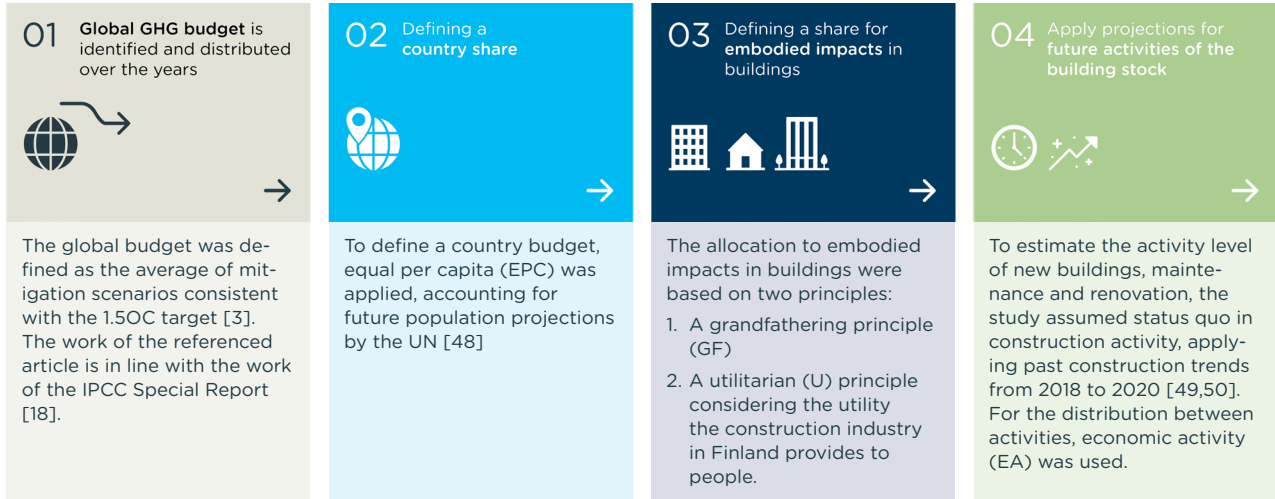 01
Global GHG budget is
identified and distributed
over the years
The global budget was de-
fined as the average of mit-
igation scenarios consistent
with the 1.5OC target [3].
The work of the referenced
article is in line with the work
of the IPCC Special Report
[18].
02
Defining a
country share
To define a country budget,
equal per capita (EPC) was
applied, accounting for
future population projections
by the UN [48]
03
Defining a share for
embodied impacts in
buildings
The allocation to embodied
impacts in buildings were
based on two principles:
1. A grandfathering principle
(GF)
2. A utilitarian (U) principle
considering the utility
the construction industry
in Finland provides to
people.
04
Apply projections for
future activities of the
building stock
To estimate the activity level
of new buildings, mainte-
nance and renovation, the
study assumed status quo in
construction activity, apply-
ing past construction trends
from 2018 to 2020 [49,50].
For the distribution between
activities, economic activity
(EA) was used.